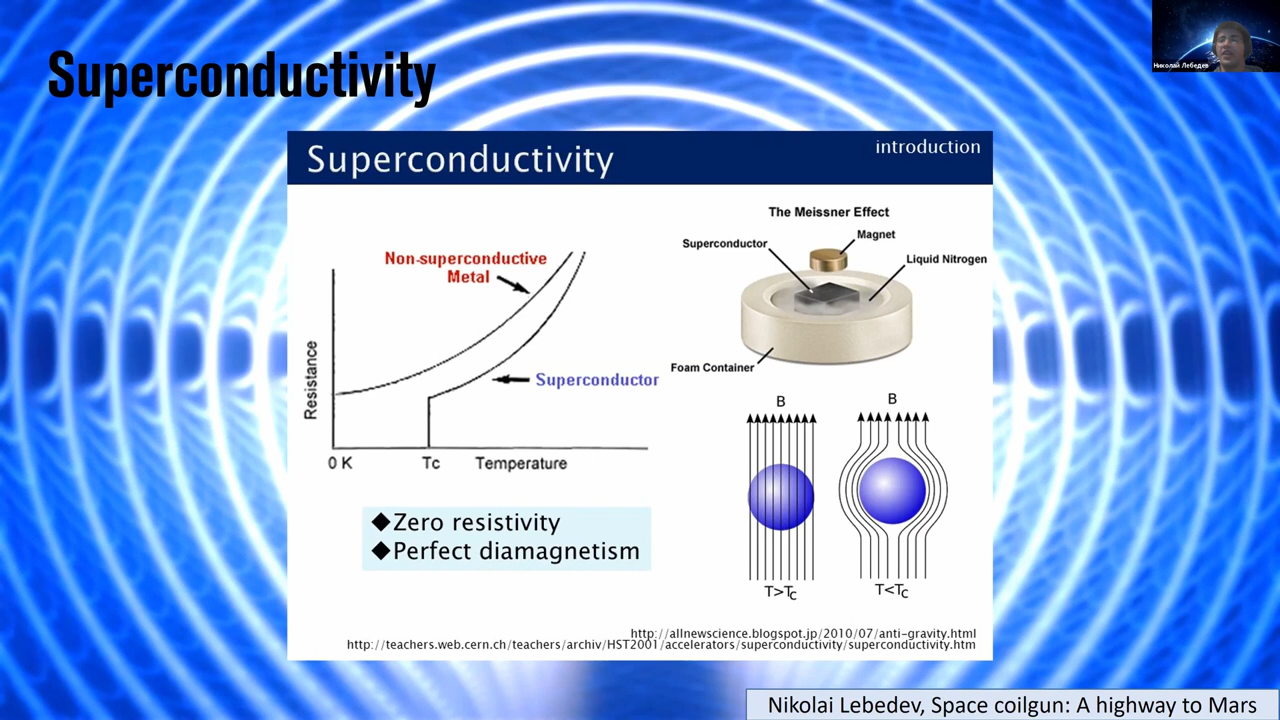 Superconductivity
Николай Лебедев
Superconductivity
introduction
Non-superconductive
Metal
Resistance
Superconductor
0 K
Tc
Temperature
◆Zero resistivity
◆Perfect diamagnetism
The Meissner Effect
Magnet
Superconductor
Liquid Nitrogen
Foam Container
B
B
T>Tc
T<Tc
http://allnewscience.blogspot.jp/2010/07/anti-gravity.html
http://teachers.web.cern.ch/teachers/archiv/HST2001/accelerators/superconductivity/superconductivity.htm
Nikolai Lebedev, Space coilgun: A highway to Mars